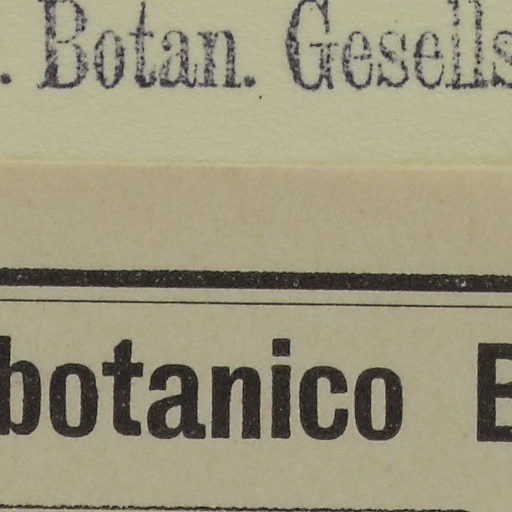 . Botan. Gesells
botanico